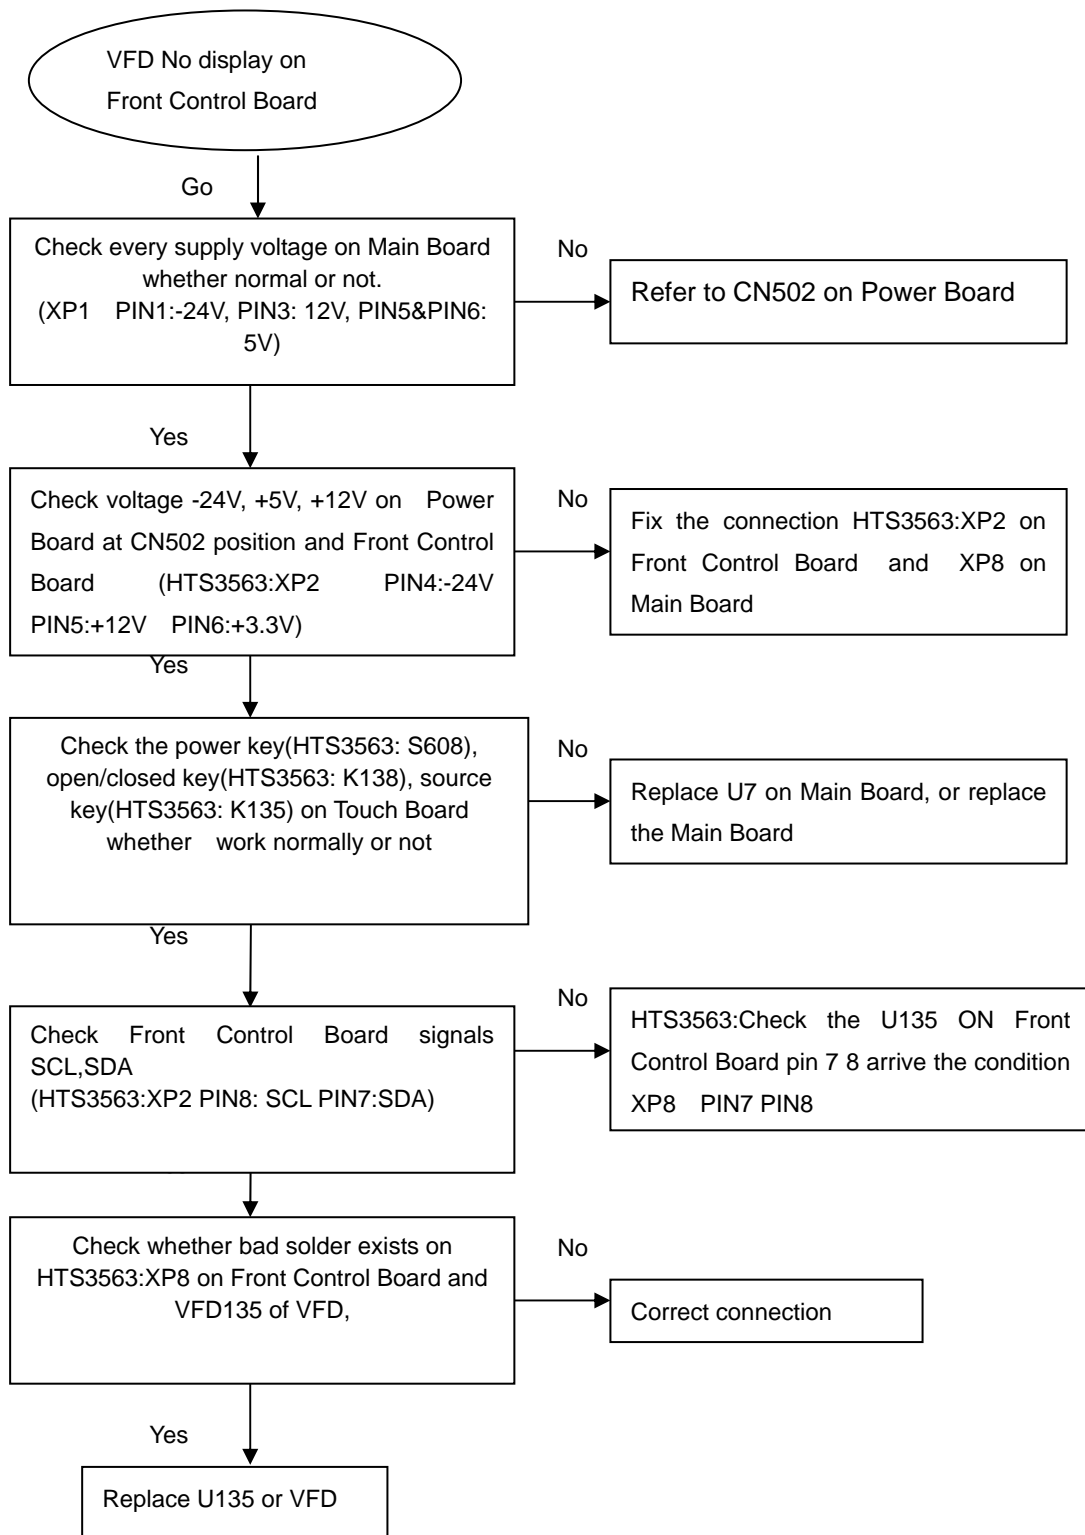 VFD No display on
Front Control Board
Go
Check every supply voltage on Main Board
whether normal or not.
(XP1 PIN1:-24V, PIN3: 12V, PIN5&PIN6:
5V)
No
Refer to CN502 on Power Board
Yes
Check voltage -24V, +5V, +12V on Power
Board at CN502 position and Front Control
Board (HTS3563:XP2 PIN4:-24V
PIN5:+12V PIN6:+3.3V)
No
Fix the connection HTS3563:XP2 on
Front Control Board and XP8 on
Main Board
Yes
Check the power key(HTS3563: S608),
open/closed key(HTS3563: K138), source
key(HTS3563: K135) on Touch Board
whether work normally or not
No
Replace U7 on Main Board, or replace
the Main Board
Yes
Check Front Control Board signals
SCL,SDA
(HTS3563:XP2 PIN8: SCL PIN7:SDA)
No
HTS3563:Check the U135 ON Front
Control Board pin 7 8 arrive the condition
XP8 PIN7 PIN8
Check whether bad solder exists on
HTS3563:XP8 on Front Control Board and
VFD135 of VFD,
No
Correct connection
Yes
Replace U135 or VFD